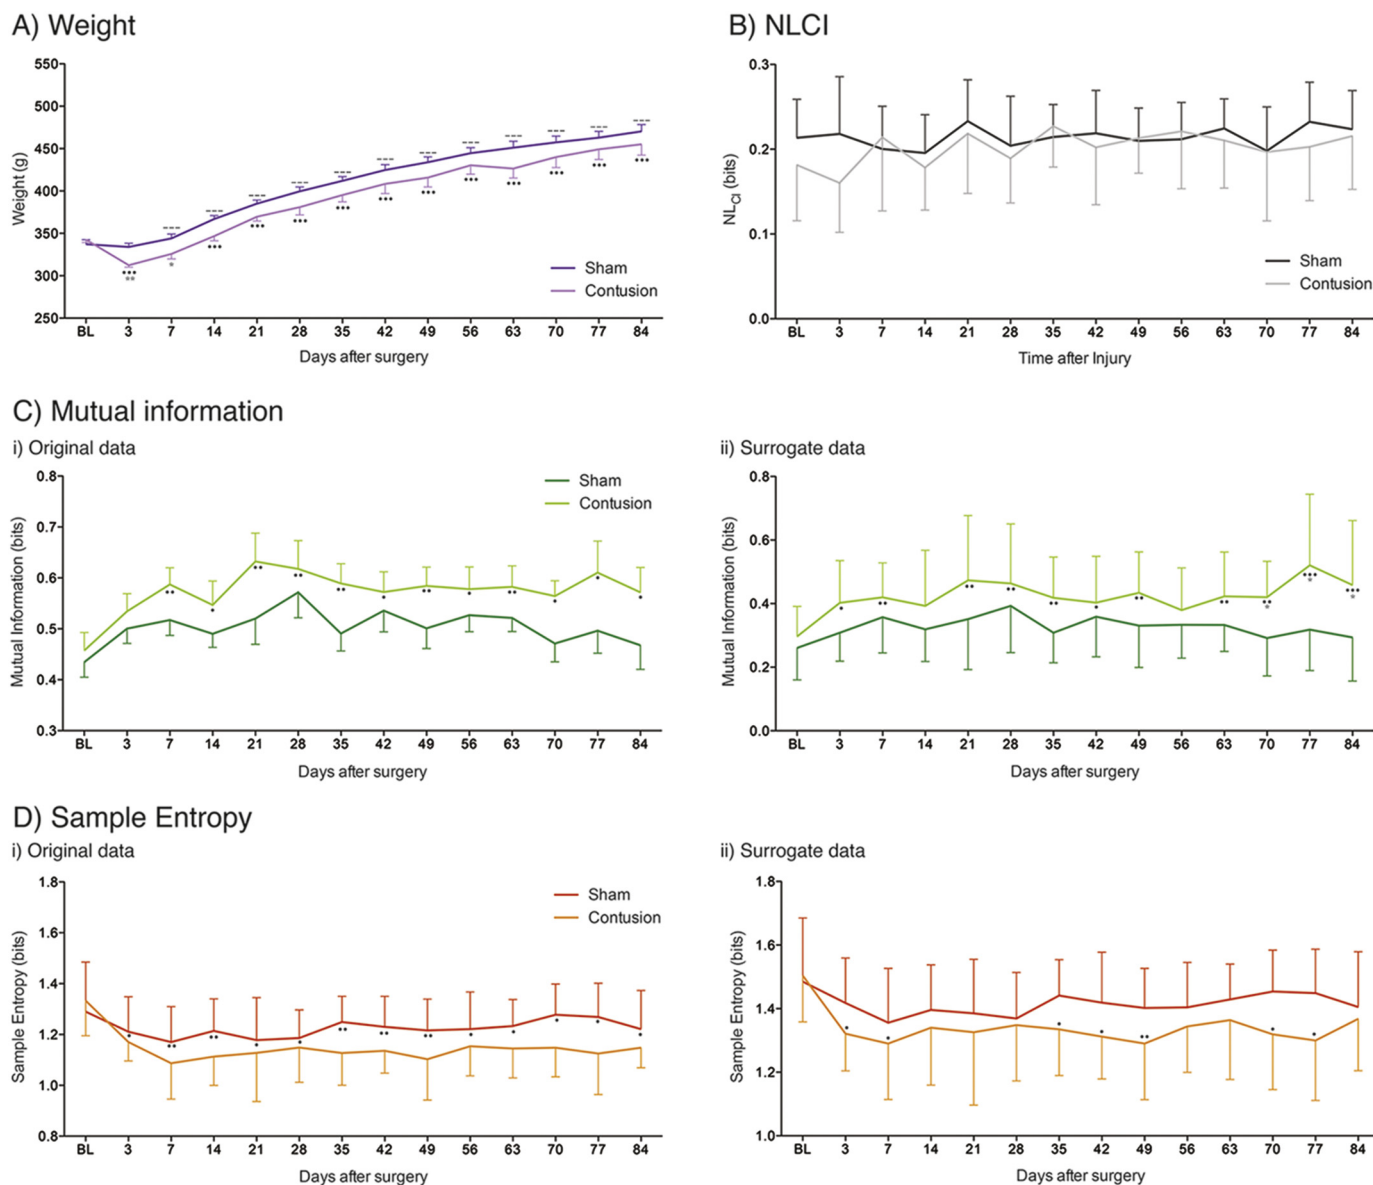 A) Weight
550
500
450
400
350
300
250
Weight (g)
--- --- --- --- --- --- --- --- --- --- --- ---
••• * ••• ••• ••• ••• ••• ••• ••• ••• ••• ••• •••
**
Sham
Contusion
BL 3 7 14 21 28 35 42 49 56 63 70 77 84
Days after surgery
B) NLCI
0.3
0.2
0.1
0.0
NLCI (bits)
Sham
Contusion
BL 3 7 14 21 28 35 42 49 56 63 70 77 84
Time after Injury
C) Mutual information
i) Original data
0.8
0.7
0.6
0.5
0.4
0.3
Mutual Information (bits)
Sham
Contusion
•• • •• •• •• • •• • •• • • •
BL 3 7 14 21 28 35 42 49 56 63 70 77 84
Days after surgery
ii) Surrogate data
0.8
0.6
0.4
0.2
0.0
Mutual Information (bits)
• •• •• •• •• • •• •• •• ••• •••
* * *
BL 3 7 14 21 28 35 42 49 56 63 70 77 84
Days after surgery
D) Sample Entropy
i) Original data
1.8
1.6
1.4
1.2
1.0
0.8
Sample Entropy (bits)
Sham
Contusion
• •• •• • • •• •• •• • • • • •
BL 3 7 14 21 28 35 42 49 56 63 70 77 84
Days after surgery
ii) Surrogate data
1.8
1.6
1.4
1.2
1.0
Sample Entropy (bits)
• • • • •• • •
BL 3 7 14 21 28 35 42 49 56 63 70 77 84
Days after surgery